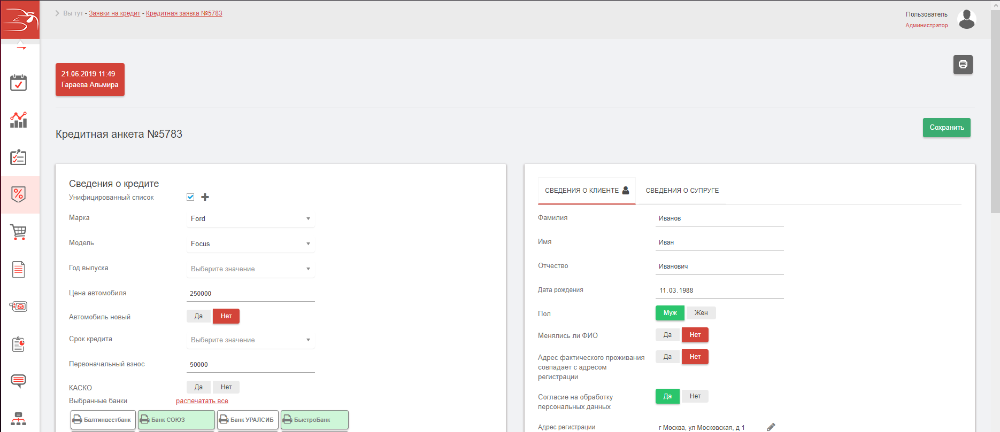 Вы тут - Заявки на кредит - Кредитная заявка №5783
Пользователь
Администратор
21.06.2019 11:49
Гараева Альмира
Кредитная анкета №5783
Сохранить
Сведения о кредите
Унифицированный список
Марка
Ford
Модель
Focus
Год выпуска
Выберите значение
Цена автомобиля
250000
Автомобиль новый
Да
Нет
Срок кредита
Выберите значение
Первоначальный взнос
50000
КАСКО
Да
Нет
Выбранные банки
распечатать все
Балтинвестбанк
Банк СОЮЗ
Банк УРАЛСИБ
БыстроБанк
СВЕДЕНИЯ О КЛИЕНТЕ
СВЕДЕНИЯ О СУПРУГЕ
Фамилия
Иванов
Имя
Иван
Отчество
Иванович
Дата рождения
11.03.1988
Пол
Муж
Жен
Менялись ли ФИО
Да
Нет
Адрес фактического проживания
совпадает с адресом
регистрации
Да
Нет
Согласие на обработку
персональных данных
Да
Нет
Адрес регистрации
г Москва, ул Московская, д 1